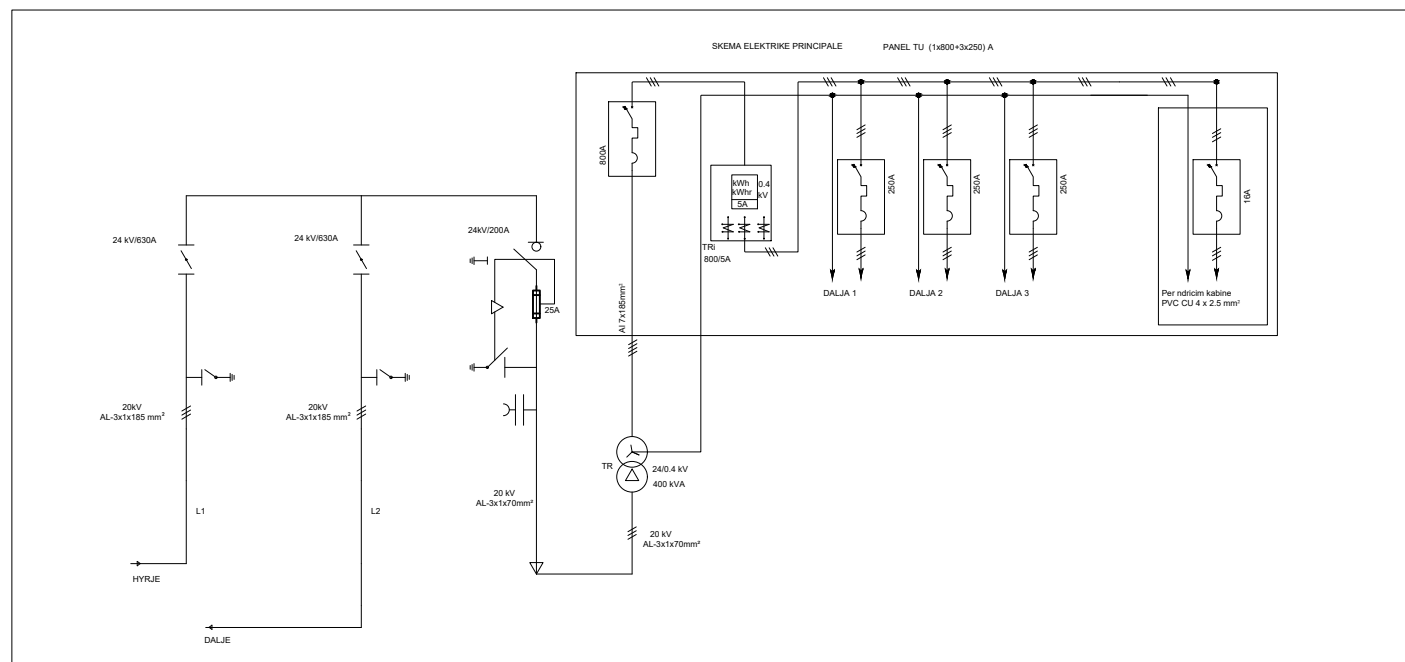 SKEMA ELEKTRIKE PRINCIPALE PANEL TU (1x800+3x250) A
800A
kWh
kWhr
5A
0.4
kV
TRi
800/5A
250A
250A
250A
16A
DALJA 1
DALJA 2
DALJA 3
Per ndricim kabine
PVC CU 4 x 2.5 mm²
Al 7x185mm²
24 kV/630A
24 kV/630A
24kV/200A
25A
20kV
AL-3x1x185 mm²
20kV
AL-3x1x185 mm²
TR
24/0.4 kV
400 kVA
20 kV
AL-3x1x70mm²
20 kV
AL-3x1x70mm²
L1
L2
HYRJE
DALJE